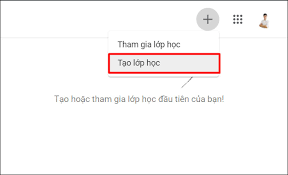 Tham gia lớp học
Tạo lớp học
Tạo hoặc tham gia lớp học đầu tiên của bạn!